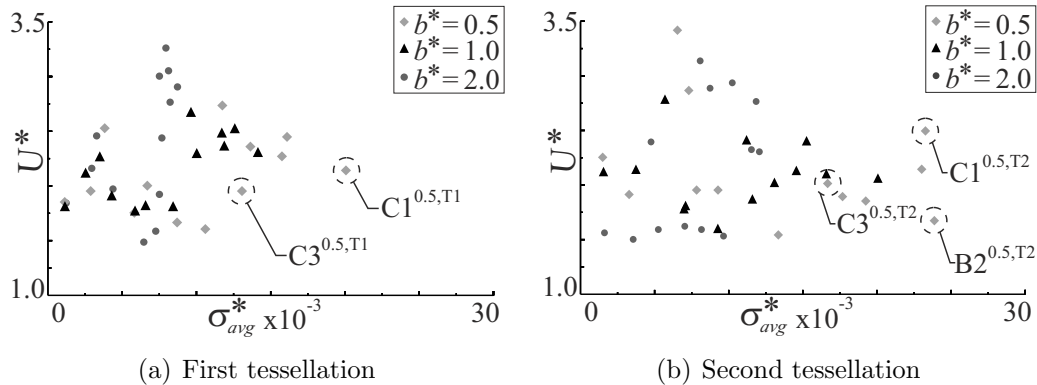 3.5
U*
1.0
b* = 0.5
b* = 1.0
b* = 2.0
C1^0.5,T1
C3^0.5,T1
0
σ*avg x10^-3
30
(a) First tessellation
3.5
U*
1.0
b* = 0.5
b* = 1.0
b* = 2.0
C1^0.5,T2
C3^0.5,T2
B2^0.5,T2
0
σ*avg x10^-3
30
(b) Second tessellation